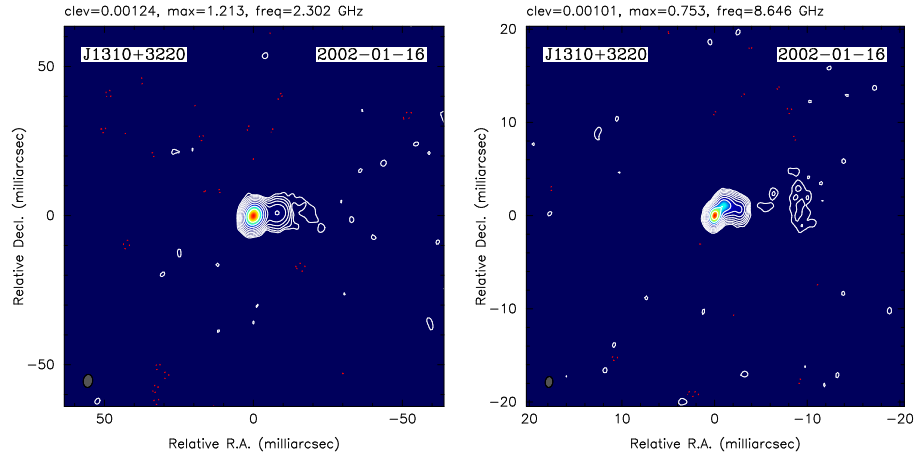 clev=0.00124, max=1.213, freq=2.302 GHz
J1310+3220
2002-01-16
50
0
-50
Relative Decl. (milliarcsec)
50
0
-50
Relative R.A. (milliarcsec)
clev=0.00101, max=0.753, freq=8.646 GHz
J1310+3220
2002-01-16
20
10
0
-10
-20
Relative Decl. (milliarcsec)
20
10
0
-10
-20
Relative R.A. (milliarcsec)